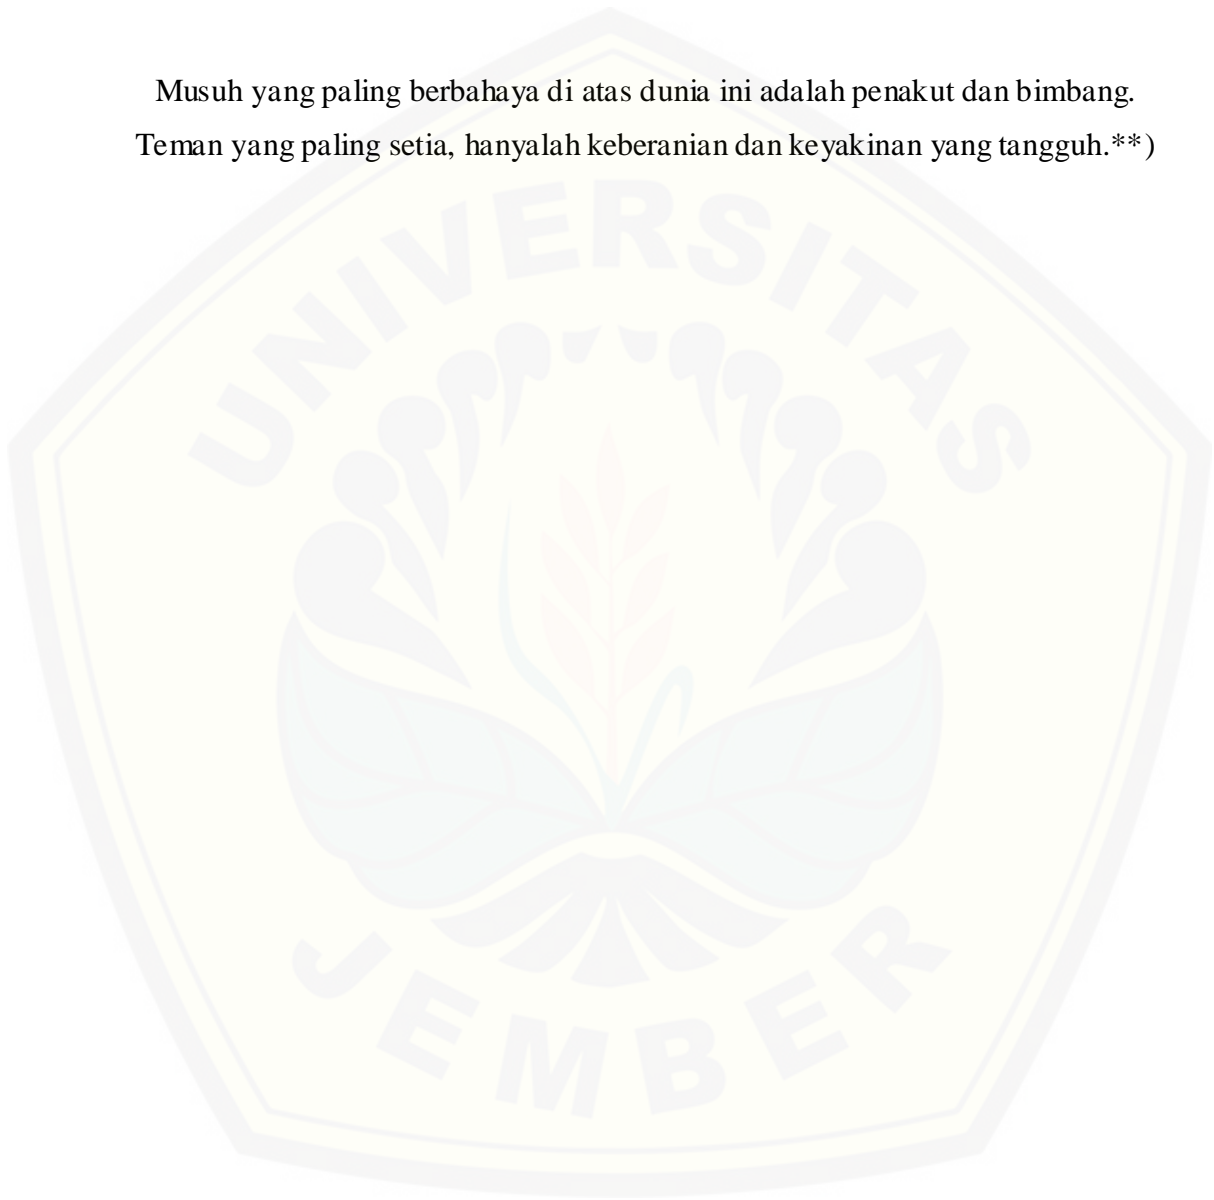 Musuh yang paling berbahaya di atas dunia ini adalah penakut dan bimbang.
Teman yang paling setia, hanyalah keberanian dan keyakinan yang tangguh.**)
UNIVERSITAS
JEMBER